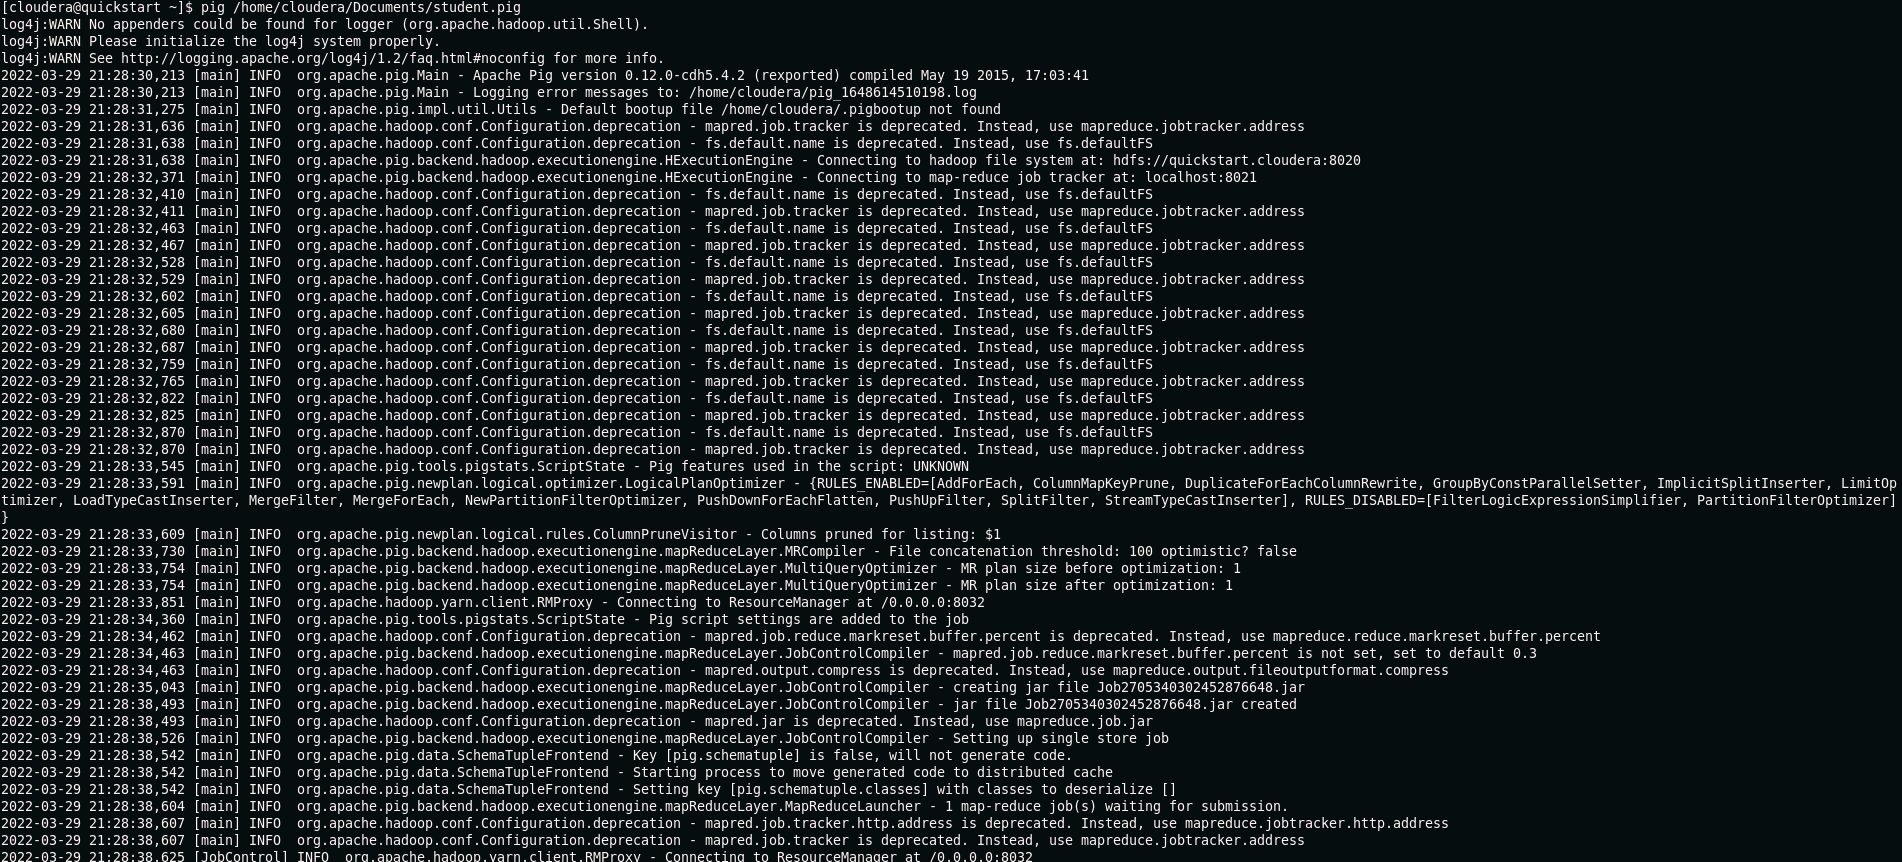 [cloudera@quickstart ~]$ pig /home/cloudera/Documents/student.pig
log4j:WARN No appenders could be found for logger (org.apache.hadoop.util.Shell).
log4j:WARN Please initialize the log4j system properly.
log4j:WARN See http://logging.apache.org/log4j/1.2/faq.html#noconfig for more info.
2022-03-29 21:28:30,213 [main] INFO  org.apache.pig.Main - Apache Pig version 0.12.0-cdh5.4.2 (rexported) compiled May 19 2015, 17:03:41
2022-03-29 21:28:30,213 [main] INFO  org.apache.pig.Main - Logging error messages to: /home/cloudera/pig_1648614510198.log
2022-03-29 21:28:31,275 [main] INFO  org.apache.pig.impl.util.Utils - Default bootup file /home/cloudera/.pigbootup not found
2022-03-29 21:28:31,636 [main] INFO  org.apache.hadoop.conf.Configuration.deprecation - mapred.job.tracker is deprecated. Instead, use mapreduce.jobtracker.address
2022-03-29 21:28:31,638 [main] INFO  org.apache.hadoop.conf.Configuration.deprecation - fs.default.name is deprecated. Instead, use fs.defaultFS
2022-03-29 21:28:31,638 [main] INFO  org.apache.pig.backend.hadoop.executionengine.HExecutionEngine - Connecting to hadoop file system at: hdfs://quickstart.cloudera:8020
2022-03-29 21:28:32,371 [main] INFO  org.apache.pig.backend.hadoop.executionengine.HExecutionEngine - Connecting to map-reduce job tracker at: localhost:8021
2022-03-29 21:28:32,410 [main] INFO  org.apache.hadoop.conf.Configuration.deprecation - fs.default.name is deprecated. Instead, use fs.defaultFS
2022-03-29 21:28:32,411 [main] INFO  org.apache.hadoop.conf.Configuration.deprecation - mapred.job.tracker is deprecated. Instead, use mapreduce.jobtracker.address
2022-03-29 21:28:32,463 [main] INFO  org.apache.hadoop.conf.Configuration.deprecation - fs.default.name is deprecated. Instead, use fs.defaultFS
2022-03-29 21:28:32,467 [main] INFO  org.apache.hadoop.conf.Configuration.deprecation - mapred.job.tracker is deprecated. Instead, use mapreduce.jobtracker.address
2022-03-29 21:28:32,528 [main] INFO  org.apache.hadoop.conf.Configuration.deprecation - fs.default.name is deprecated. Instead, use fs.defaultFS
2022-03-29 21:28:32,529 [main] INFO  org.apache.hadoop.conf.Configuration.deprecation - mapred.job.tracker is deprecated. Instead, use mapreduce.jobtracker.address
2022-03-29 21:28:32,602 [main] INFO  org.apache.hadoop.conf.Configuration.deprecation - fs.default.name is deprecated. Instead, use fs.defaultFS
2022-03-29 21:28:32,605 [main] INFO  org.apache.hadoop.conf.Configuration.deprecation - mapred.job.tracker is deprecated. Instead, use mapreduce.jobtracker.address
2022-03-29 21:28:32,680 [main] INFO  org.apache.hadoop.conf.Configuration.deprecation - fs.default.name is deprecated. Instead, use fs.defaultFS
2022-03-29 21:28:32,687 [main] INFO  org.apache.hadoop.conf.Configuration.deprecation - mapred.job.tracker is deprecated. Instead, use mapreduce.jobtracker.address
2022-03-29 21:28:32,759 [main] INFO  org.apache.hadoop.conf.Configuration.deprecation - fs.default.name is deprecated. Instead, use fs.defaultFS
2022-03-29 21:28:32,765 [main] INFO  org.apache.hadoop.conf.Configuration.deprecation - mapred.job.tracker is deprecated. Instead, use mapreduce.jobtracker.address
2022-03-29 21:28:32,822 [main] INFO  org.apache.hadoop.conf.Configuration.deprecation - fs.default.name is deprecated. Instead, use fs.defaultFS
2022-03-29 21:28:32,825 [main] INFO  org.apache.hadoop.conf.Configuration.deprecation - mapred.job.tracker is deprecated. Instead, use mapreduce.jobtracker.address
2022-03-29 21:28:32,870 [main] INFO  org.apache.hadoop.conf.Configuration.deprecation - fs.default.name is deprecated. Instead, use fs.defaultFS
2022-03-29 21:28:32,870 [main] INFO  org.apache.hadoop.conf.Configuration.deprecation - mapred.job.tracker is deprecated. Instead, use mapreduce.jobtracker.address
2022-03-29 21:28:33,545 [main] INFO  org.apache.pig.tools.pigstats.ScriptState - Pig features used in the script: UNKNOWN
2022-03-29 21:28:33,591 [main] INFO  org.apache.pig.newplan.logical.optimizer.LogicalPlanOptimizer - {RULES_ENABLED=[AddForEach, ColumnMapKeyPrune, DuplicateForEachColumnRewrite, GroupByConstParallelSetter, ImplicitSplitInserter, LimitOp
timizer, LoadTypeCastInserter, MergeFilter, MergeForEach, NewPartitionFilterOptimizer, PushDownForEachFlatten, PushUpFilter, SplitFilter, StreamTypeCastInserter], RULES_DISABLED=[FilterLogicExpressionSimplifier, PartitionFilterOptimizer]
}
2022-03-29 21:28:33,609 [main] INFO  org.apache.pig.newplan.logical.rules.ColumnPruneVisitor - Columns pruned for listing: $1
2022-03-29 21:28:33,730 [main] INFO  org.apache.pig.backend.hadoop.executionengine.mapReduceLayer.MRCompiler - File concatenation threshold: 100 optimistic? false
2022-03-29 21:28:33,754 [main] INFO  org.apache.pig.backend.hadoop.executionengine.mapReduceLayer.MultiQueryOptimizer - MR plan size before optimization: 1
2022-03-29 21:28:33,754 [main] INFO  org.apache.pig.backend.hadoop.executionengine.mapReduceLayer.MultiQueryOptimizer - MR plan size after optimization: 1
2022-03-29 21:28:33,851 [main] INFO  org.apache.hadoop.yarn.client.RMProxy - Connecting to ResourceManager at /0.0.0.0:8032
2022-03-29 21:28:34,360 [main] INFO  org.apache.pig.tools.pigstats.ScriptState - Pig script settings are added to the job
2022-03-29 21:28:34,462 [main] INFO  org.apache.hadoop.conf.Configuration.deprecation - mapred.job.reduce.markreset.buffer.percent is deprecated. Instead, use mapreduce.reduce.markreset.buffer.percent
2022-03-29 21:28:34,463 [main] INFO  org.apache.pig.backend.hadoop.executionengine.mapReduceLayer.JobControlCompiler - mapred.job.reduce.markreset.buffer.percent is not set, set to default 0.3
2022-03-29 21:28:34,463 [main] INFO  org.apache.hadoop.conf.Configuration.deprecation - mapred.output.compress is deprecated. Instead, use mapreduce.output.fileoutputformat.compress
2022-03-29 21:28:35,043 [main] INFO  org.apache.pig.backend.hadoop.executionengine.mapReduceLayer.JobControlCompiler - creating jar file Job2705340302452876648.jar
2022-03-29 21:28:38,493 [main] INFO  org.apache.pig.backend.hadoop.executionengine.mapReduceLayer.JobControlCompiler - jar file Job2705340302452876648.jar created
2022-03-29 21:28:38,493 [main] INFO  org.apache.hadoop.conf.Configuration.deprecation - mapred.jar is deprecated. Instead, use mapreduce.job.jar
2022-03-29 21:28:38,526 [main] INFO  org.apache.pig.backend.hadoop.executionengine.mapReduceLayer.JobControlCompiler - Setting up single store job
2022-03-29 21:28:38,542 [main] INFO  org.apache.pig.data.SchemaTupleFrontend - Key [pig.schematuple] is false, will not generate code.
2022-03-29 21:28:38,542 [main] INFO  org.apache.pig.data.SchemaTupleFrontend - Starting process to move generated code to distributed cache
2022-03-29 21:28:38,542 [main] INFO  org.apache.pig.data.SchemaTupleFrontend - Setting key [pig.schematuple.classes] with classes to deserialize []
2022-03-29 21:28:38,604 [main] INFO  org.apache.pig.backend.hadoop.executionengine.mapReduceLayer.MapReduceLauncher - 1 map-reduce job(s) waiting for submission.
2022-03-29 21:28:38,607 [main] INFO  org.apache.hadoop.conf.Configuration.deprecation - mapred.job.tracker.http.address is deprecated. Instead, use mapreduce.jobtracker.http.address
2022-03-29 21:28:38,607 [main] INFO  org.apache.hadoop.conf.Configuration.deprecation - mapred.job.tracker is deprecated. Instead, use mapreduce.jobtracker.address
2022-03-29 21:28:38,625 [JobControl] INFO  org.apache.hadoop.yarn.client.RMProxy - Connecting to ResourceManager at /0.0.0.0:8032